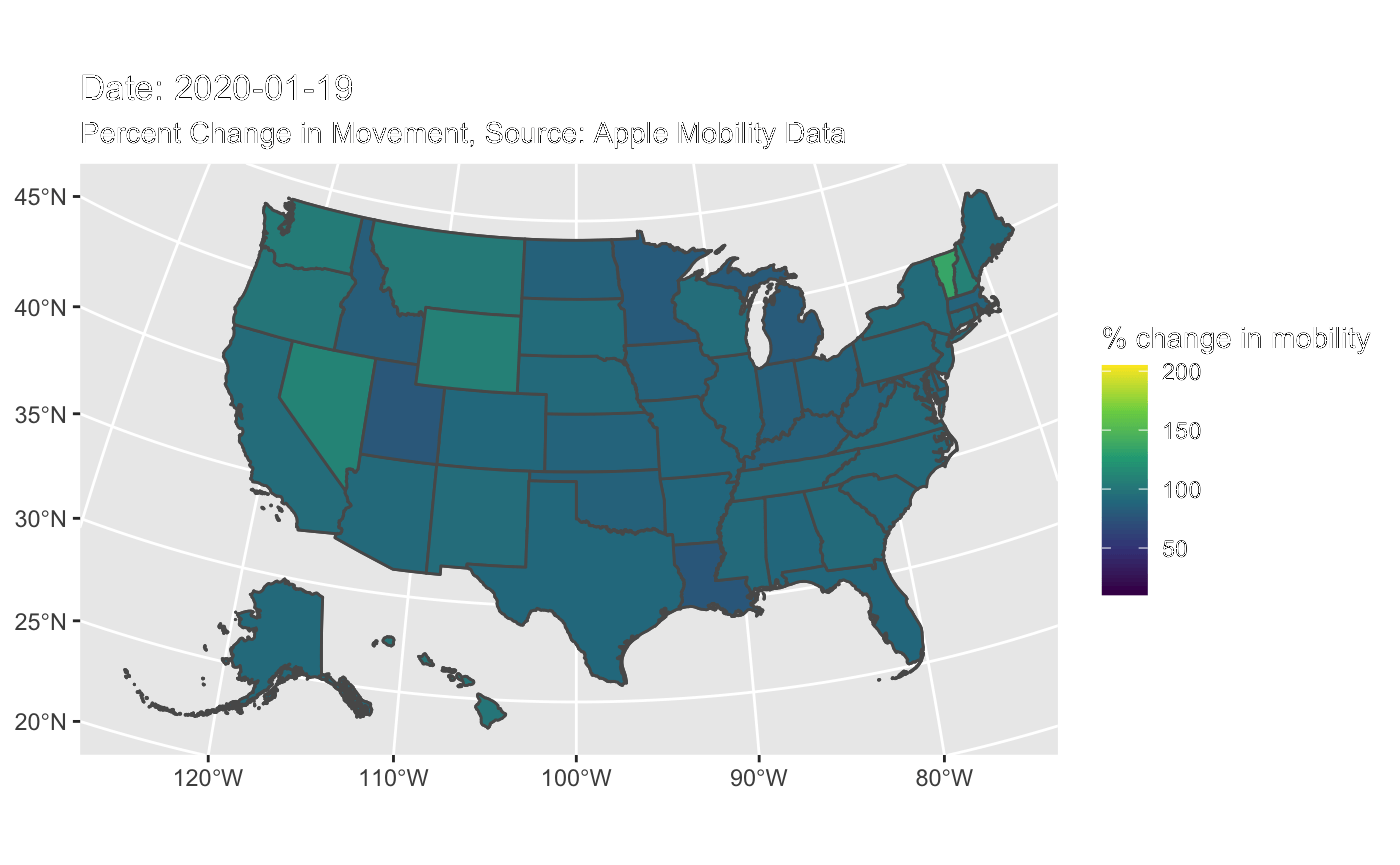 Date: 2020-01-19
Percent Change in Movement, Source: Apple Mobility Data
45°N
40°N
35°N
30°N
25°N
20°N
120°W
110°W
100°W
90°W
80°W
% change in mobility
200
150
100
50